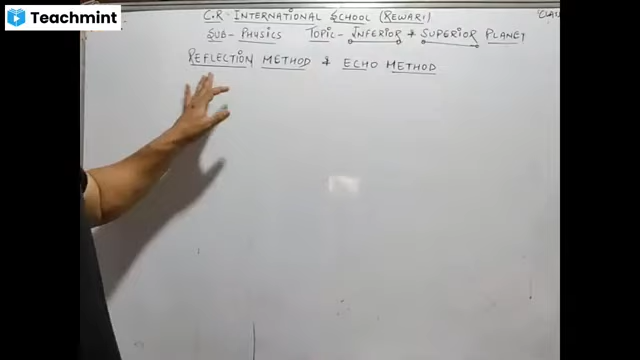 Teachmint
C.R. INTERNATIONAL SCHOOL (REWARI)
SUB- PHYSICS TOPIC- INFERIOR & SUPERIOR PLANET
REFLECTION METHOD & ECHO METHOD